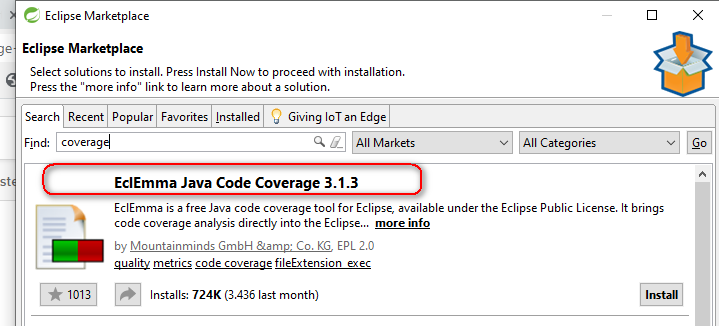 Eclipse Marketplace
Eclipse Marketplace
Select solutions to install. Press Install Now to proceed with installation.
Press the "more info" link to learn more about a solution.
Search Recent Popular Favorites Installed Giving IoT an Edge
Find: coverage All Markets All Categories Go
EclEmma Java Code Coverage 3.1.3
EclEmma is a free Java code coverage tool for Eclipse, available under the Eclipse Public License. It brings
code coverage analysis directly into the Eclipse... more info
by Mountainminds GmbH &amp; Co. KG, EPL 2.0
quality metrics code coverage fileExtension_exec
1013 Installs: 724K (3.436 last month) Install